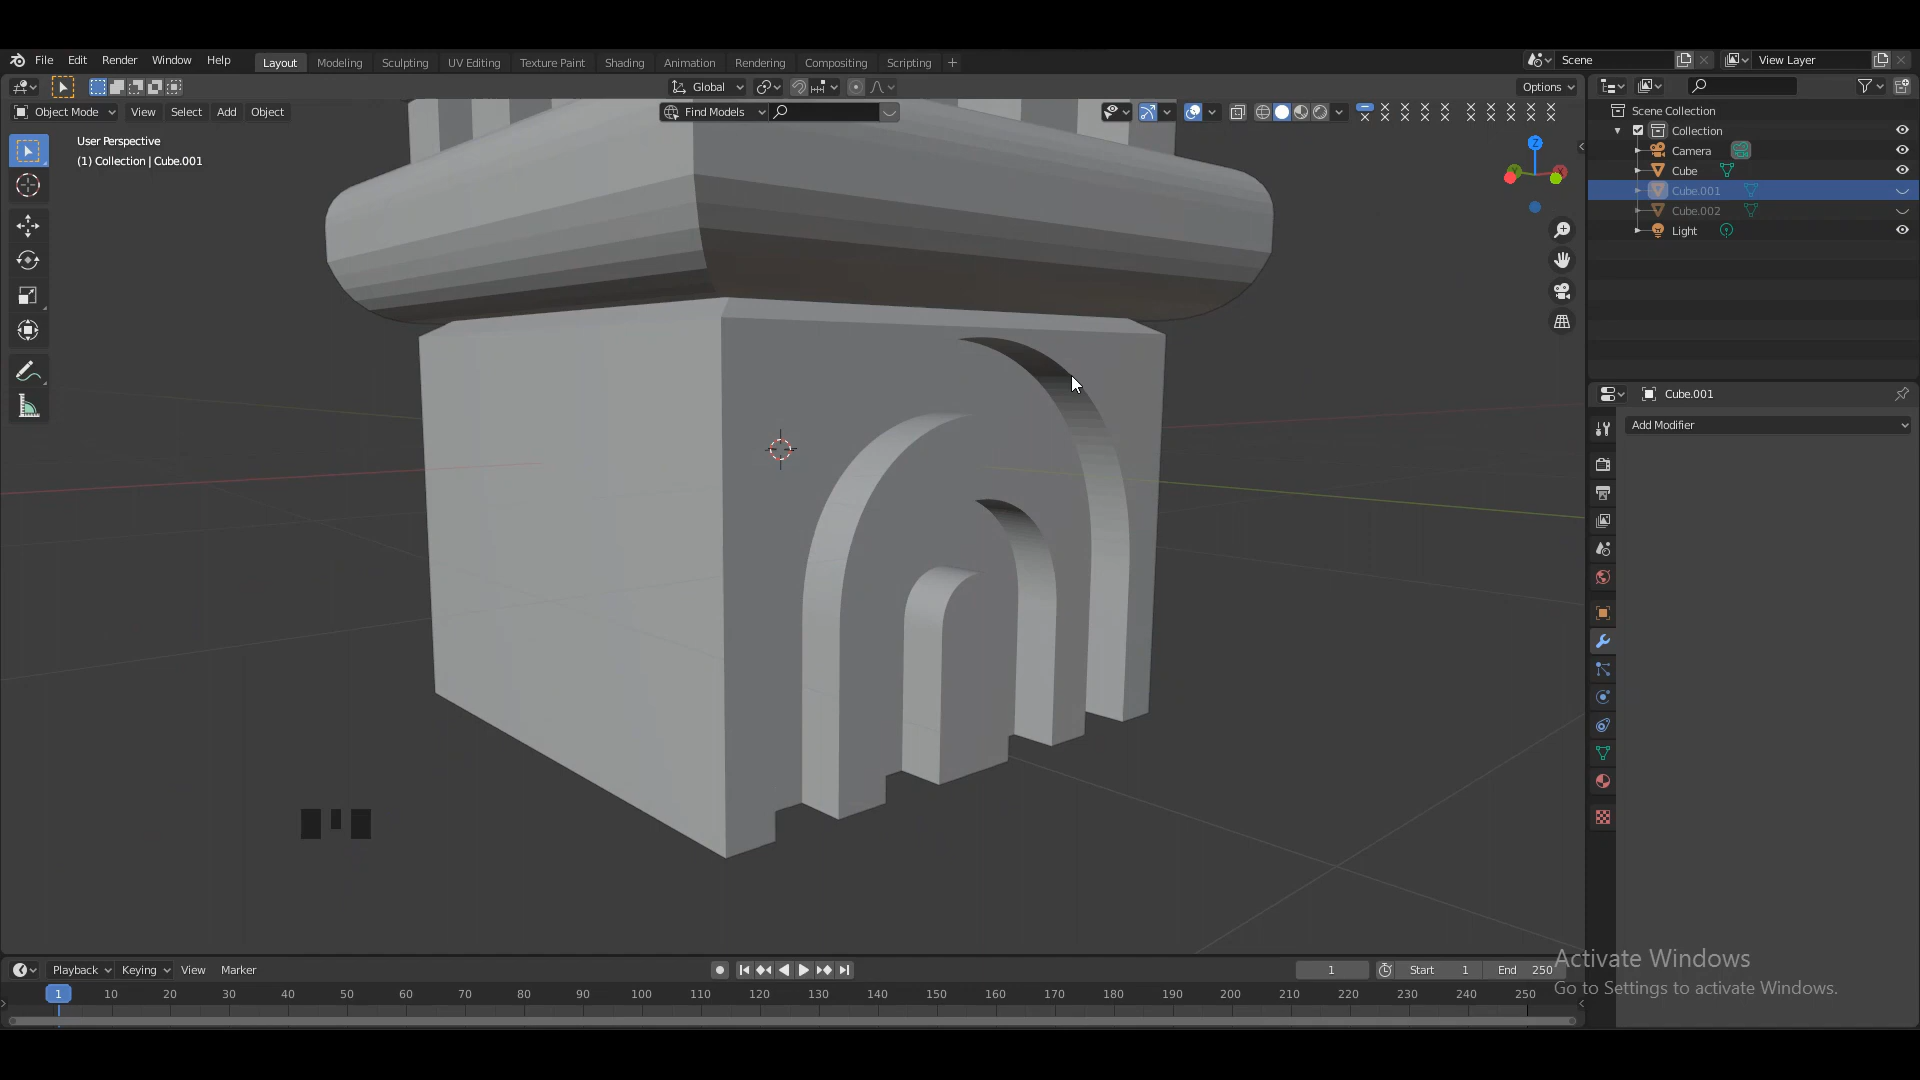 File Edit Render Window Help Layout Modeling Sculpting UV Editing Texture Paint Shading Animation Rendering Compositing Scripting + Scene View Layer
Global Options
Object Mode View Select Add Object Find Models
User Perspective
(1) Collection | Cube.001
Z
Scene Collection
Collection
Camera
Cube
Cube.001
Cube.002
Light
Cube.001
Add Modifier
Activate Windows
Go to Settings to activate Windows.
Playback Keying View Marker 1 Start 1 End 250
1 10 20 30 40 50 60 70 80 90 100 110 120 130 140 150 160 170 180 190 200 210 220 230 240 250